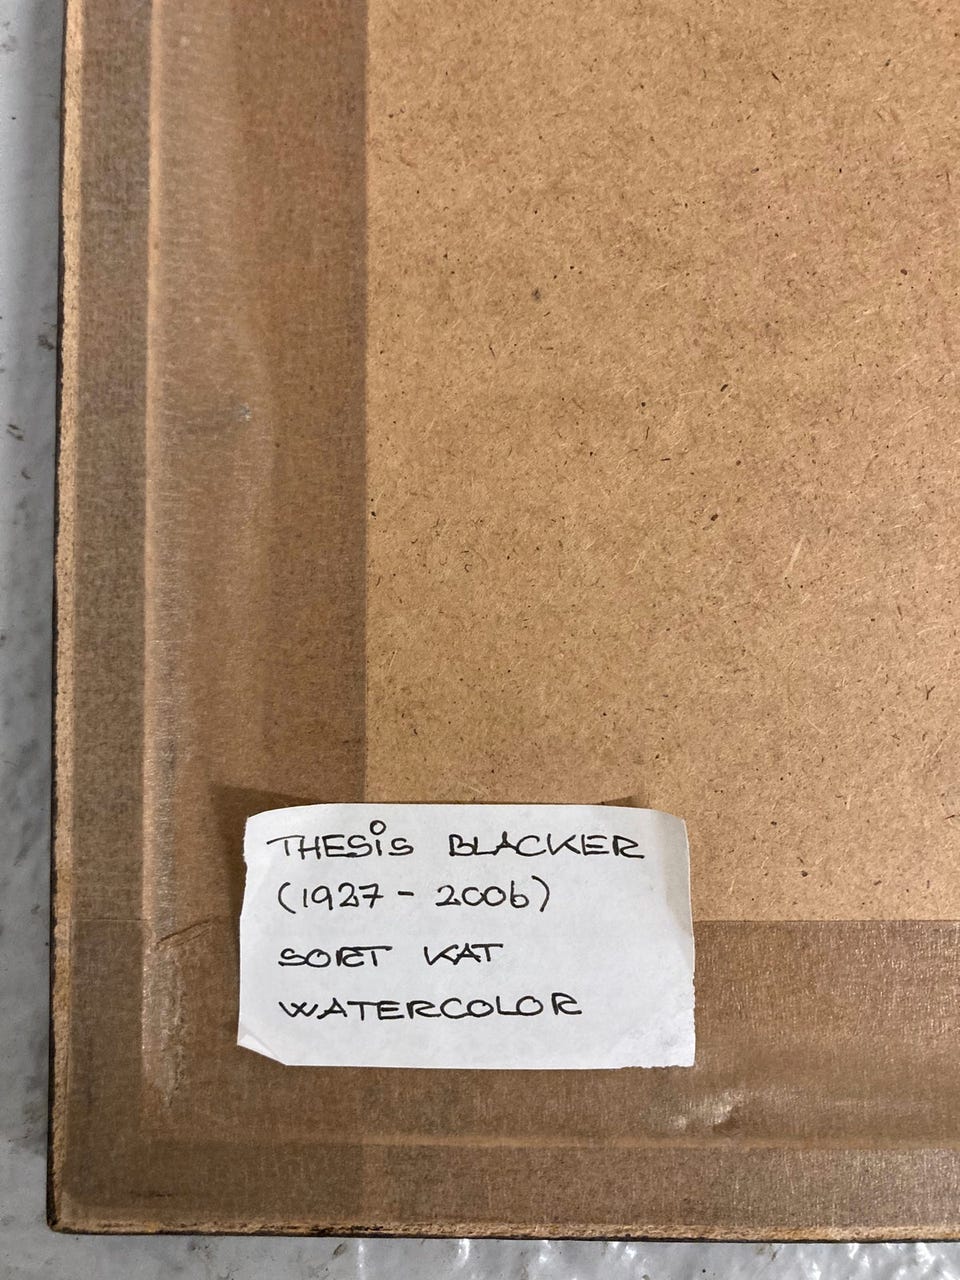 THESiS BLACKER
(1927 - 2006)
SORT KAT
WATERCOLOR